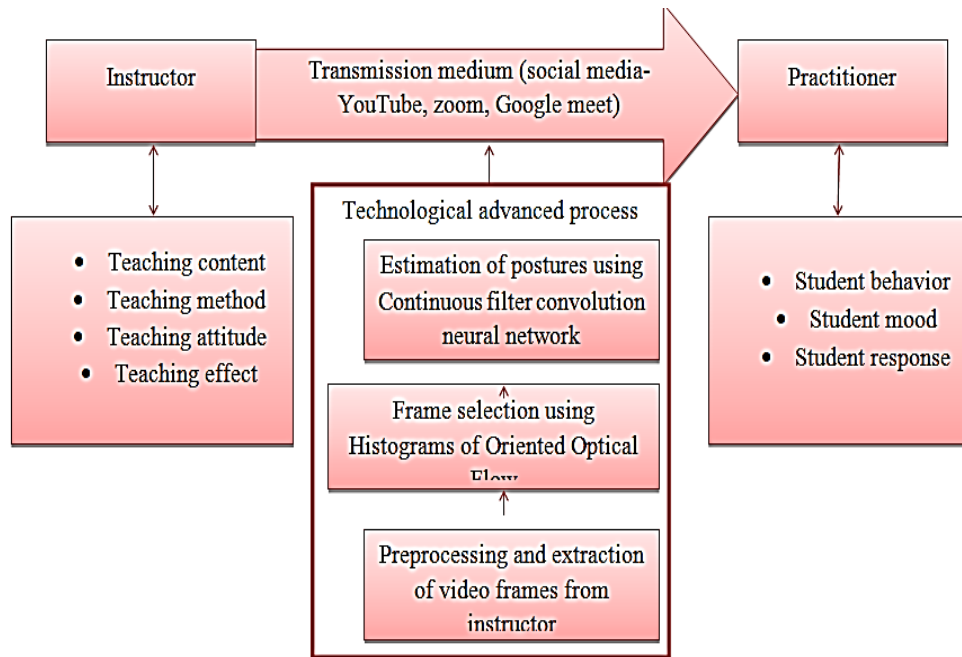 Instructor
Transmission medium (social media-
YouTube, zoom, Google meet)
Practitioner
• Teaching content
• Teaching method
• Teaching attitude
• Teaching effect
Technological advanced process
Estimation of postures using
Continuous filter convolution
neural network
Frame selection using
Histograms of Oriented Optical
Flow
Preprocessing and extraction
of video frames from
instructor
• Student behavior
• Student mood
• Student response